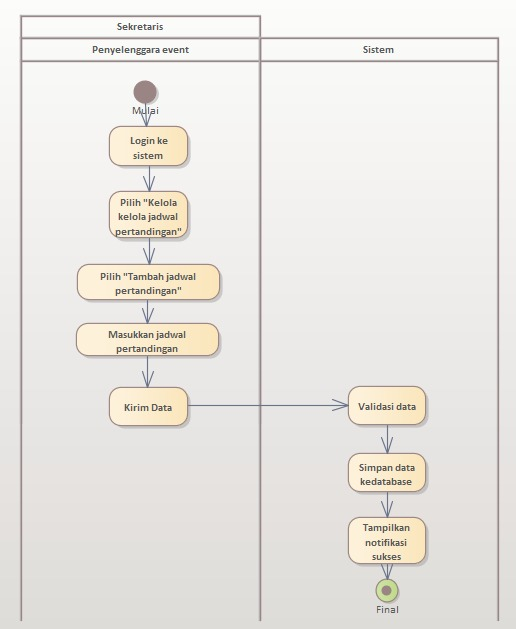 Sekretaris
Penyelenggara event
Sistem
Mulai
Login ke
sistem
Pilih "Kelola
kelola jadwal
pertandingan"
Pilih "Tambah jadwal
pertandingan"
Masukkan jadwal
pertandingan
Kirim Data
Validasi data
Simpan data
kedatabase
Tampilkan
notifikasi
sukses
Final